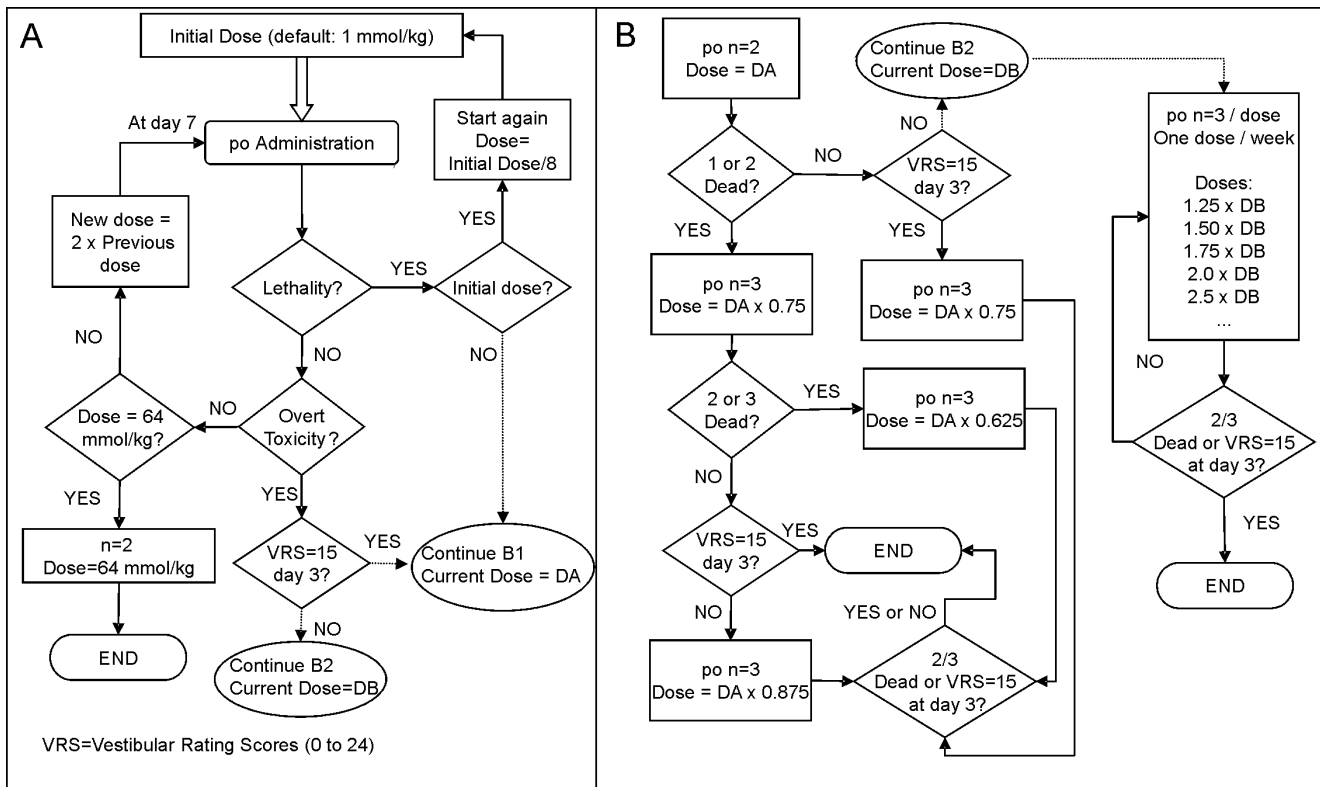 A
Initial Dose (default: 1 mmol/kg)
At day 7
po Administration
Start again
Dose=
Initial Dose/8
New dose =
2 x Previous
dose
YES
Lethality?
YES
Initial dose?
NO
NO
NO
Dose = 64
mmol/kg?
NO
Overt
Toxicity?
YES
YES
n=2
Dose=64 mmol/kg
VRS=15
day 3?
YES
Continue B1
Current Dose = DA
NO
END
Continue B2
Current Dose=DB
VRS=Vestibular Rating Scores (0 to 24)
B
po n=2
Dose = DA
Continue B2
Current Dose=DB
NO
1 or 2
Dead?
NO
VRS=15
day 3?
YES
YES
po n=3
Dose = DA x 0.75
po n=3
Dose = DA x 0.75
2 or 3
Dead?
YES
po n=3
Dose = DA x 0.625
NO
VRS=15
day 3?
YES
END
NO
YES or NO
po n=3
Dose = DA x 0.875
2/3
Dead or VRS=15
at day 3?
po n=3 / dose
One dose / week
Doses:
1.25 x DB
1.50 x DB
1.75 x DB
2.0 x DB
2.5 x DB
...
NO
2/3
Dead or VRS=15
at day 3?
YES
END